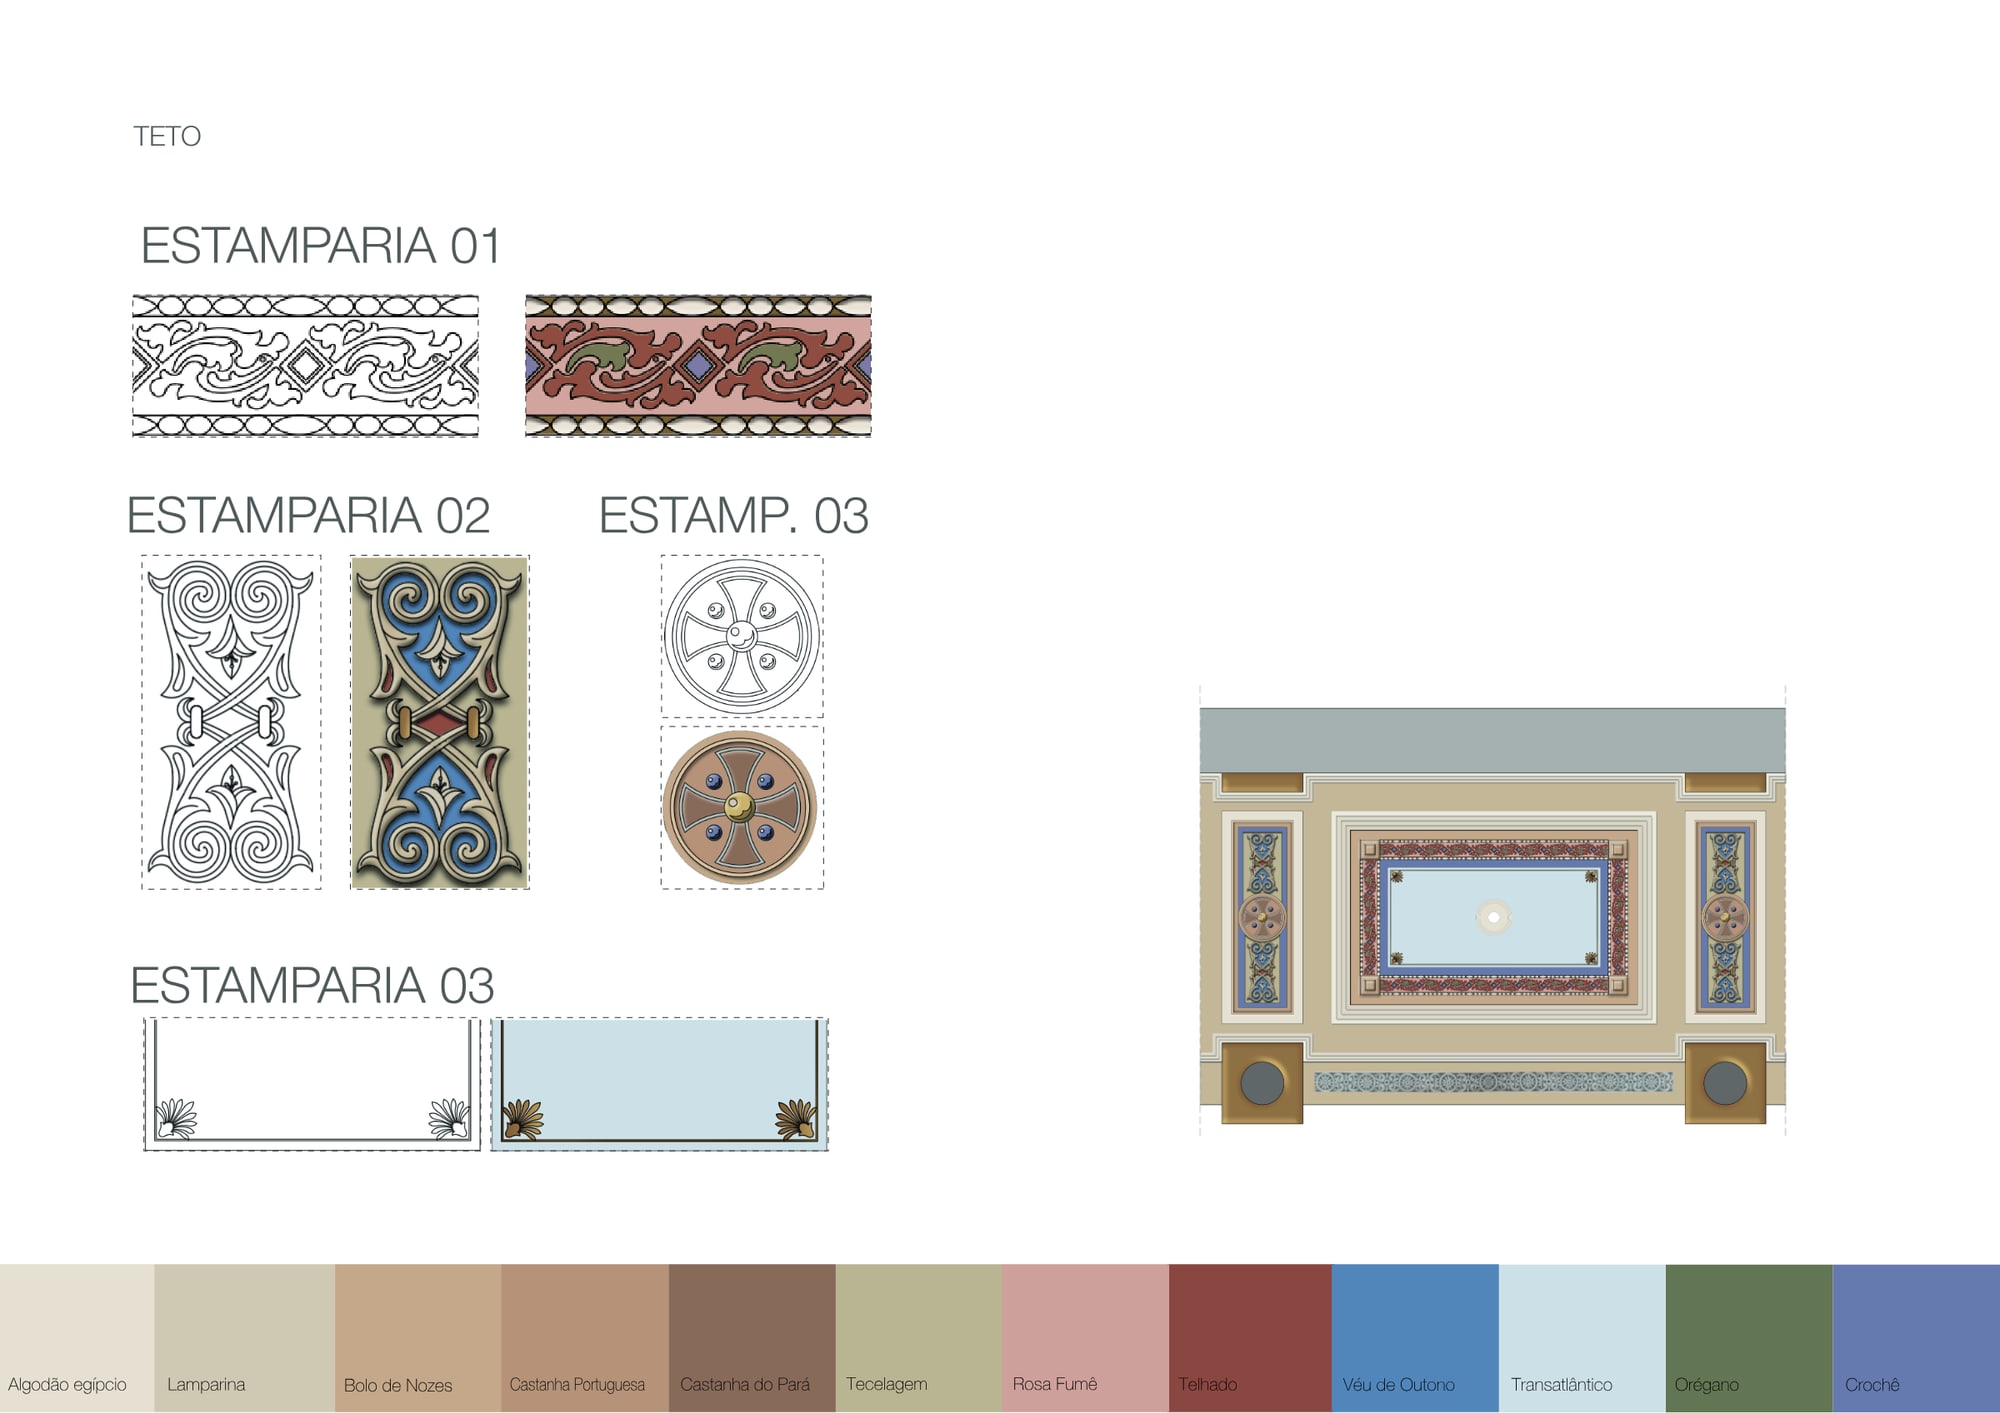 TETO
ESTAMPARIA 01
ESTAMPARIA 02
ESTAMP. 03
ESTAMPARIA 03
Algodão egípcio
Lamparina
Bolo de Nozes
Castanha Portuguesa
Castanha do Pará
Tecelagem
Rosa Fumê
Telhado
Véu de Outono
Transatlântico
Orégano
Crochê